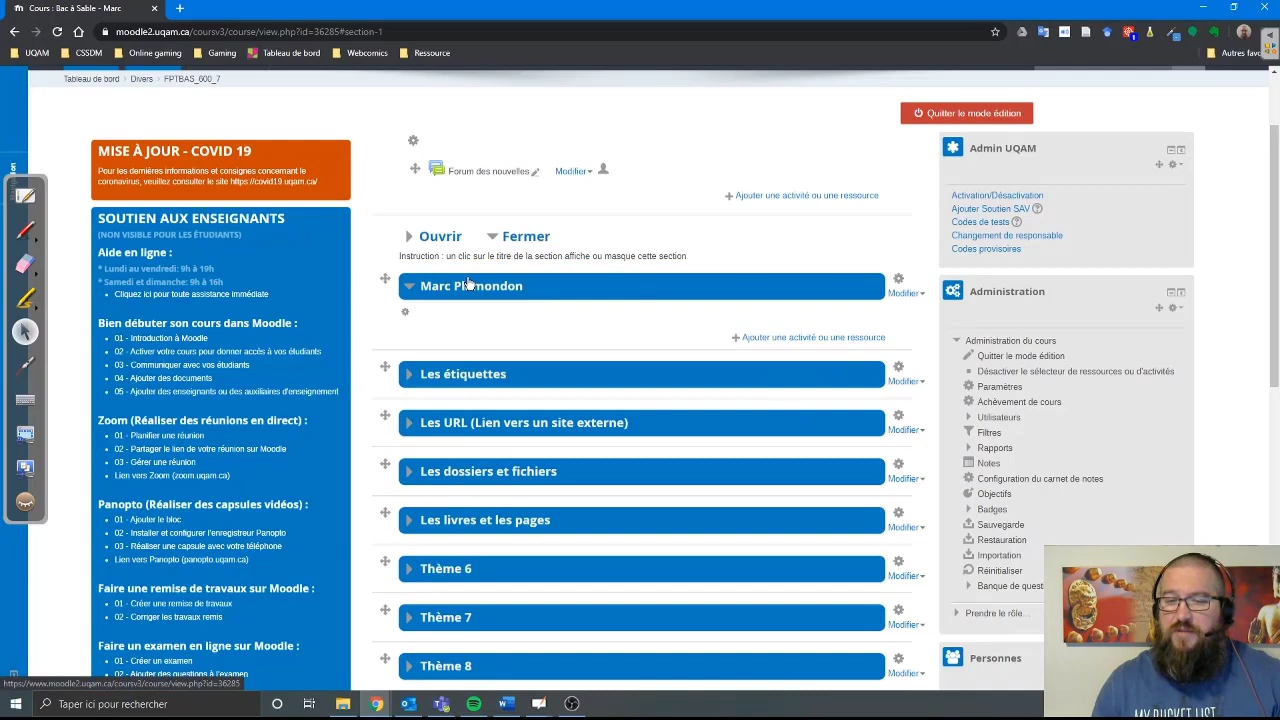 Cours : Bac à Sable - Marc
moodle2.uqam.ca/coursv3/course/view.php?id=36285#section-1
UQAM
CSSDM
Online gaming
Gaming
Tableau de bord
Webcomics
Ressource
Autres favo
Tableau de bord
Divers
FPTBAS_600_7
Quitter le mode édition
MISE À JOUR - COVID 19
Pour les dernières informations et consignes concernant le
coronavirus, veuillez consulter le site https://covid19.uqam.ca/
SOUTIEN AUX ENSEIGNANTS
(NON VISIBLE POUR LES ÉTUDIANTS)
Aide en ligne :
* Lundi au vendredi: 9h à 19h
* Samedi et dimanche: 9h à 16h
Cliquez ici pour toute assistance immédiate
Bien débuter son cours dans Moodle :
01 - Introduction à Moodle
02 - Activer votre cours pour donner accès à vos étudiants
03 - Communiquer avec vos étudiants
04 - Ajouter des documents
05 - Ajouter des enseignants ou des auxiliaires d'enseignement
Zoom (Réaliser des réunions en direct) :
01 - Planifier une réunion
02 - Partager le lien de votre réunion sur Moodle
03 - Gérer une réunion
Lien vers Zoom (zoom.uqam.ca)
Panopto (Réaliser des capsules vidéos) :
01 - Ajouter le bloc
02 - Installer et configurer l'enregistreur Panopto
03 - Réaliser une capsule avec votre téléphone
Lien vers Panopto (panopto.uqam.ca)
Faire une remise de travaux sur Moodle :
01 - Créer une remise de travaux
02 - Corriger les travaux remis
Faire un examen en ligne sur Moodle :
01 - Créer un examen
02 - Ajouter des questions à l'examen
Forum des nouvelles
Modifier
Ajouter une activité ou une ressource
Ouvrir
Fermer
Instruction : un clic sur le titre de la section affiche ou masque cette section
Marc Plamondon
Modifier
Ajouter une activité ou une ressource
Les étiquettes
Modifier
Les URL (Lien vers un site externe)
Modifier
Les dossiers et fichiers
Modifier
Les livres et les pages
Modifier
Thème 6
Modifier
Thème 7
Modifier
Thème 8
Modifier
Admin UQAM
Activation/Désactivation
Ajouter Soutien SAV
Codes de tests
Changement de responsable
Codes provisoires
Administration
Administration du cours
Quitter le mode édition
Désactiver le sélecteur de ressources ou d'activités
Paramètres
Achèvement de cours
Utilisateurs
Filtres
Rapports
Notes
Configuration du carnet de notes
Objectifs
Badges
Sauvegarde
Restauration
Importation
Réinitialiser
Banque de quest
Prendre le rôle...
Personnes
https://www.moodle2.uqam.ca/coursv3/course/view.php?id=36285
Taper ici pour rechercher
MY BUCKET LIST